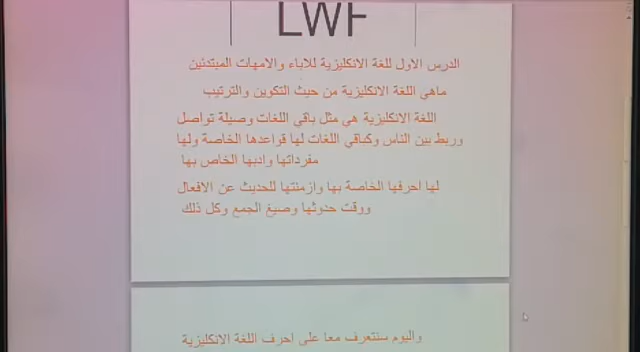 LWF
الدرس الاول للغة الانكليزية للاباء والامهات المبتدئين
ماهي اللغة الانكليزية من حيث التكوين والترتيب
اللغة الانكليزية هي مثل باقي اللغات وصيلة تواصل
وربط بين الناس وكباقي اللغات لها قواعدها الخاصة ولها
مفرداتها وادبها الخاص بها
لها احرفها الخاصة بها وازمنتها للحديث عن الافعال
ووقت حدوثها وصيغ الجمع وكل ذلك
واليوم سنتعرف معا على احرف اللغة الانكليزية